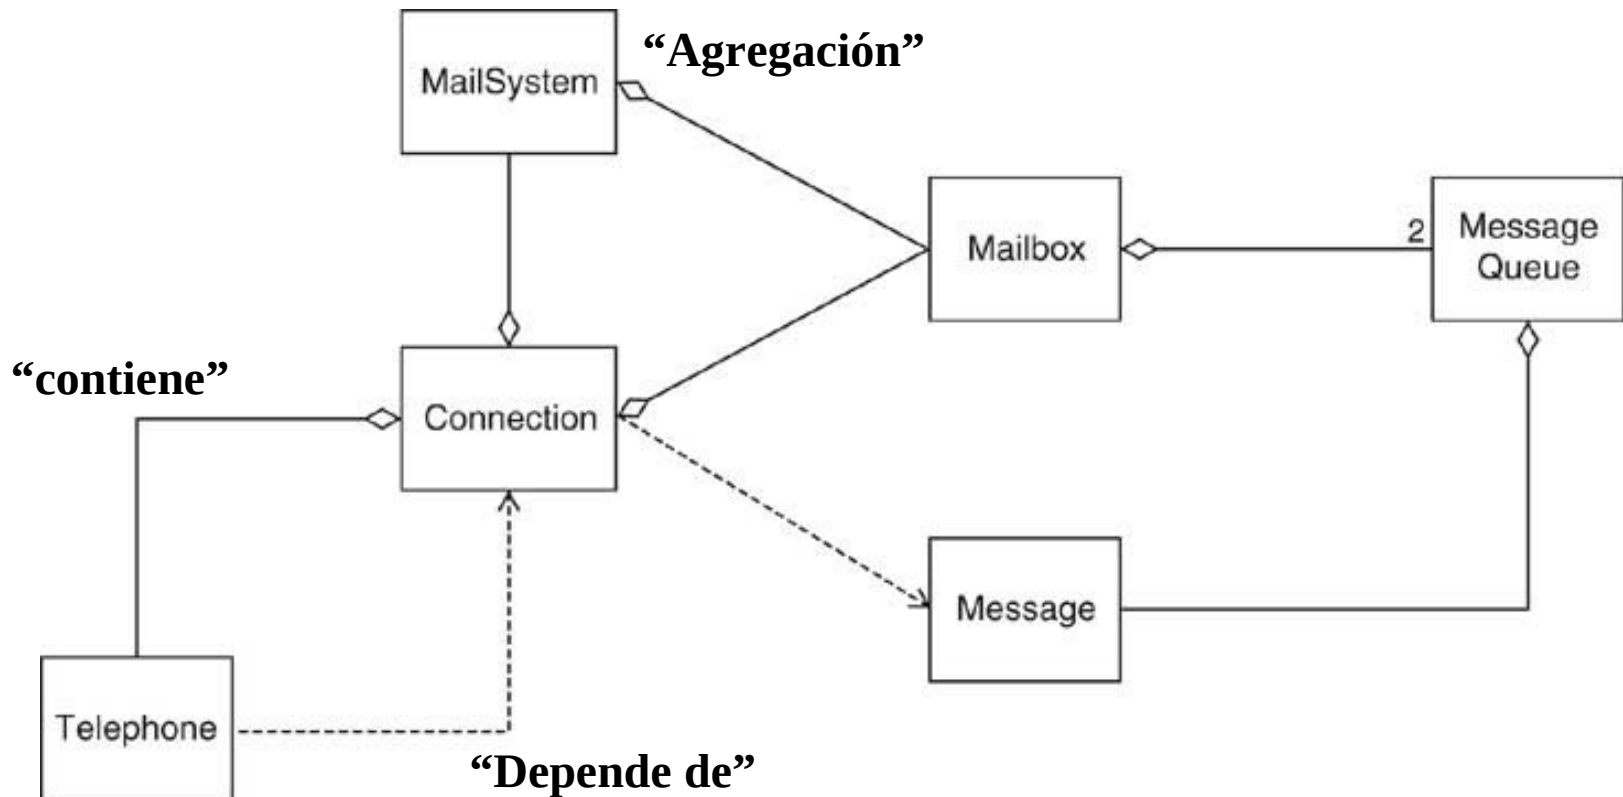 “Agregación”
MailSystem
Mailbox
2
Message
Queue
“contiene”
Connection
Message
Telephone
“Depende de”